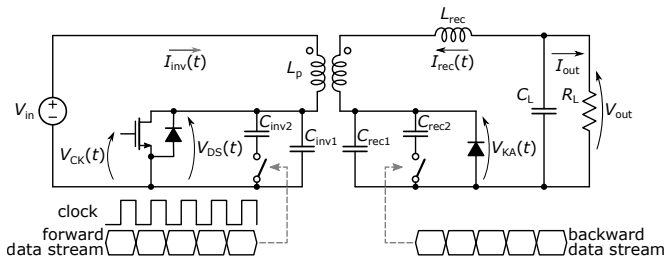 L_rec
I_inv(t)
L_p
I_rec(t)
I_out
V_in
C_inv2
C_inv1
C_rec1
C_rec2
C_L
R_L
V_out
V_CK(t)
V_DS(t)
V_KA(t)
clock
forward
data stream
backward
data stream